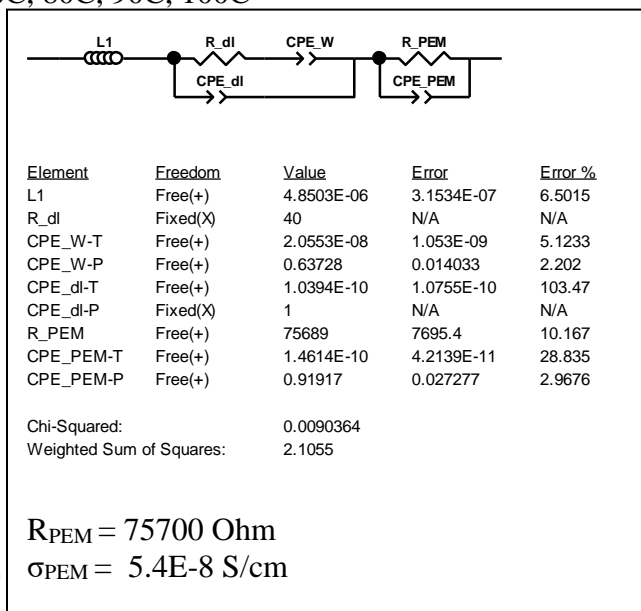 C, 80C, 90C, 100C
L1 R_dl CPE_W R_PEM
CPE_dl CPE_PEM
Element Freedom Value Error Error %
L1 Free(+) 4.8503E-06 3.1534E-07 6.5015
R_dl Fixed(X) 40 N/A N/A
CPE_W-T Free(+) 2.0553E-08 1.053E-09 5.1233
CPE_W-P Free(+) 0.63728 0.014033 2.202
CPE_dl-T Free(+) 1.0394E-10 1.0755E-10 103.47
CPE_dl-P Fixed(X) 1 N/A N/A
R_PEM Free(+) 75689 7695.4 10.167
CPE_PEM-T Free(+) 1.4614E-10 4.2139E-11 28.835
CPE_PEM-P Free(+) 0.91917 0.027277 2.9676
Chi-Squared: 0.0090364
Weighted Sum of Squares: 2.1055
R_PEM = 75700 Ohm
σ_PEM = 5.4E-8 S/cm